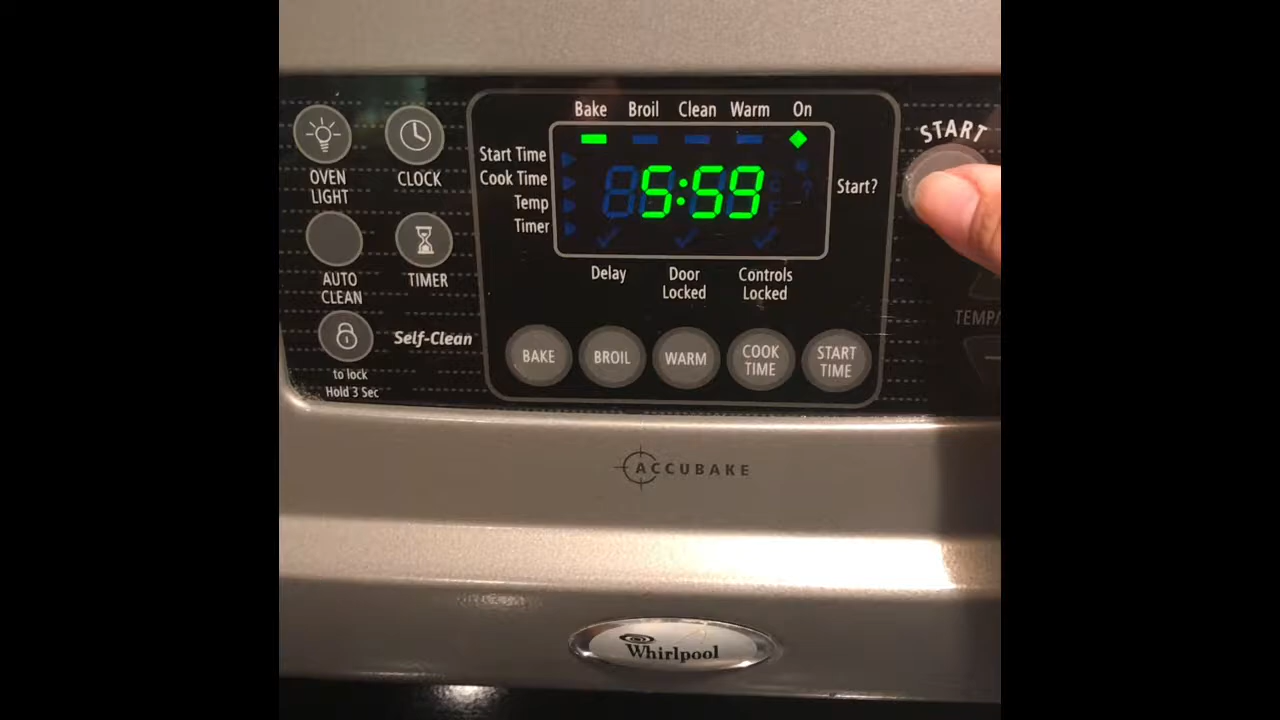 Bake Broil Clean Warm On
START
Start Time
Cook Time
Temp
Timer
5:59
Start?
OVEN
LIGHT
CLOCK
AUTO
CLEAN
TIMER
Delay
Door
Locked
Controls
Locked
Self-Clean
to lock
Hold 3 Sec
BAKE
BROIL
WARM
COOK
TIME
START
TIME
TEMP/
ACCUBAKE
Whirlpool